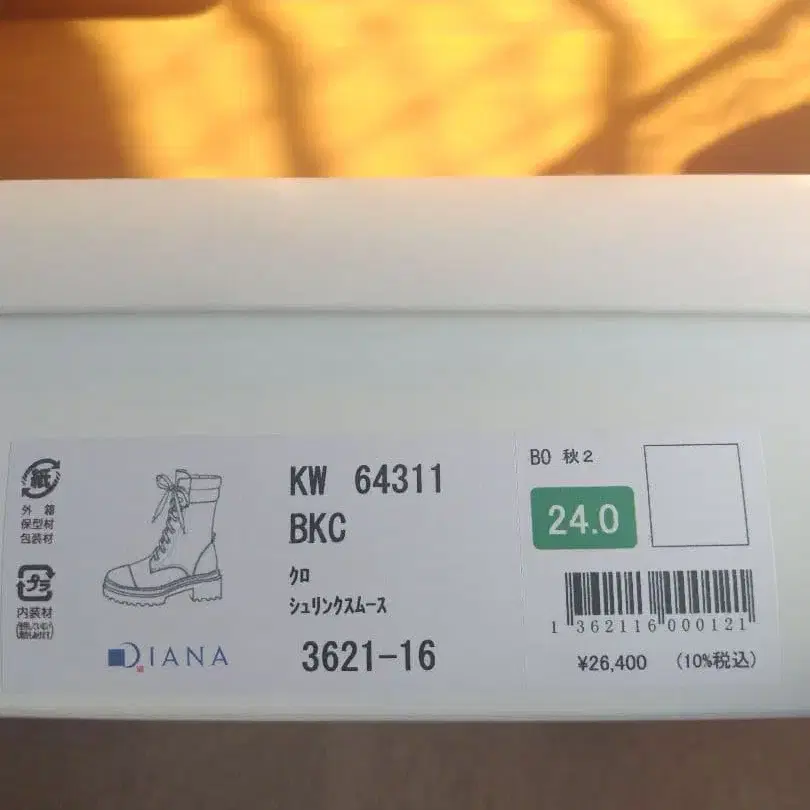 紙
外 箱
保型材
包装材
プラ
内装材
DIANA
KW 64311
BKC
ｸﾛ
ｼｭﾘﾝｸｽﾑｰｽ
3621-16
BO 秋2
24.0
1 362116 000121
¥26,400 (10%税込)